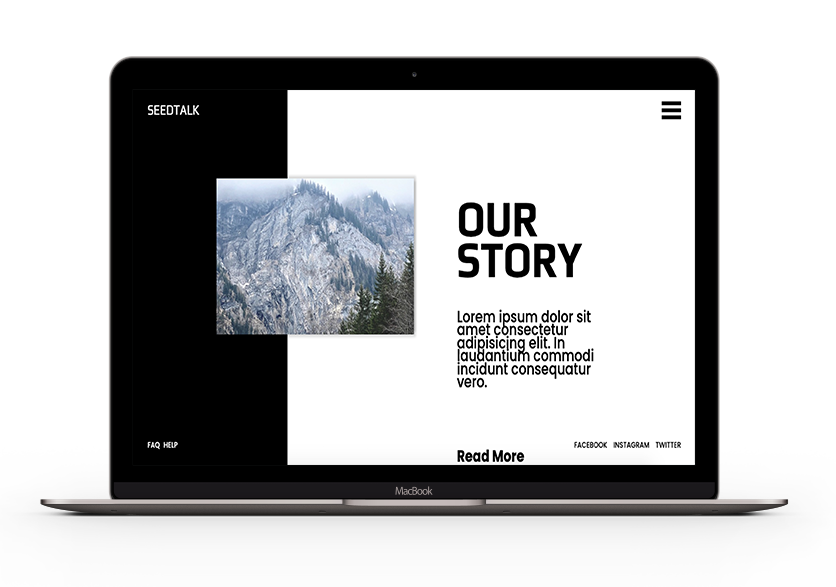 SEEDTALK
OUR
STORY
Lorem ipsum dolor sit
amet consectetur
adipisicing elit. In
laudantium commodi
incidunt consequatur
vero.
Read More
FAQ HELP
FACEBOOK INSTAGRAM TWITTER
MacBook